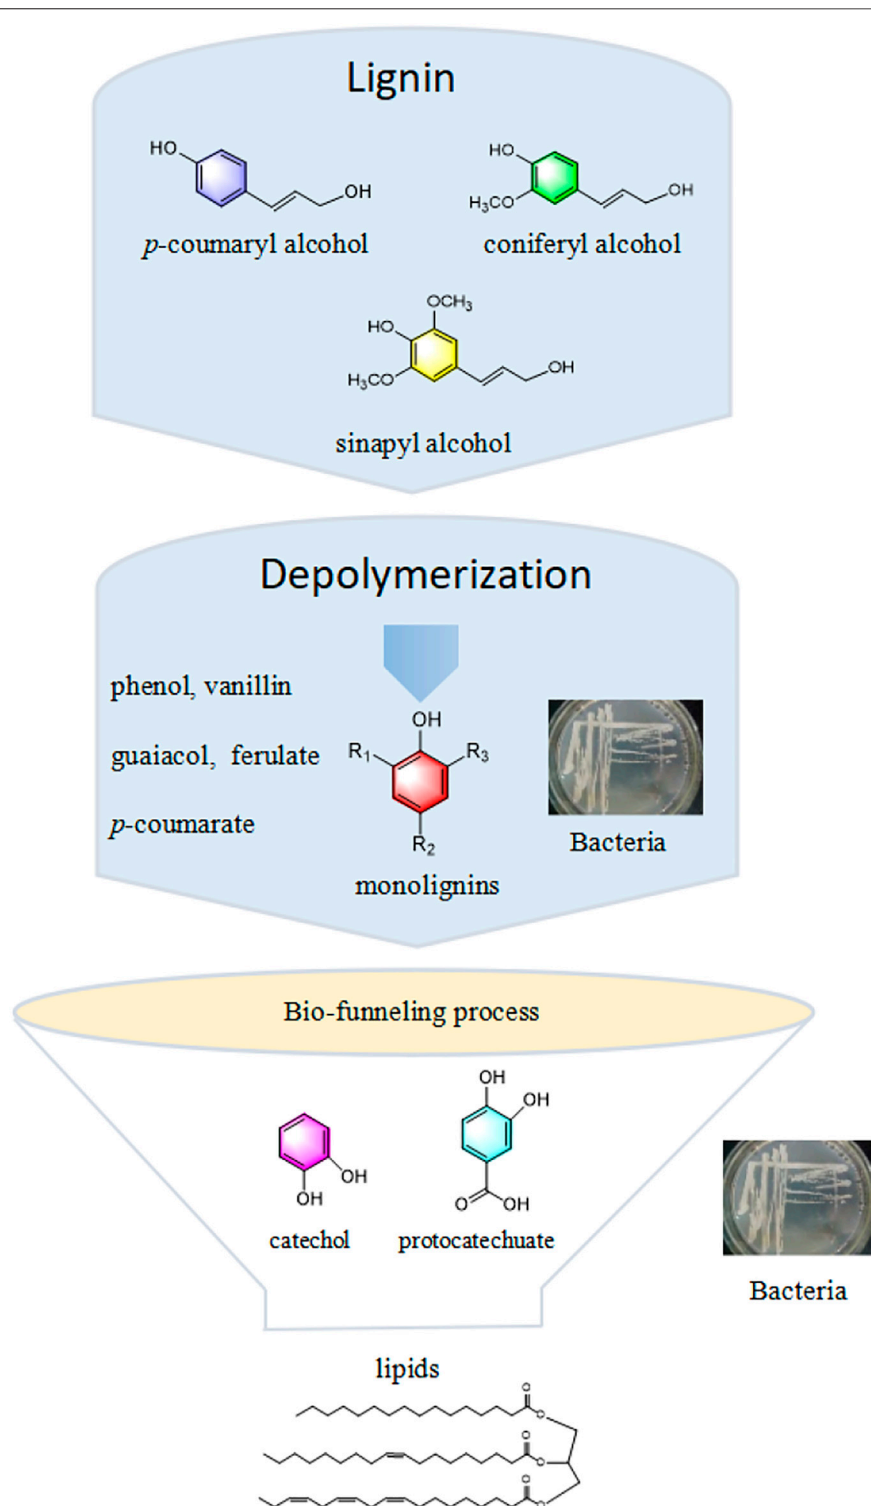 Lignin
HO
OH
p-coumaryl alcohol
HO
H3CO
OH
coniferyl alcohol
OCH3
HO
H3CO
OH
sinapyl alcohol
Depolymerization
phenol, vanillin
guaiacol, ferulate
p-coumarate
OH
R1
R3
R2
monolignins
Bacteria
Bio-funneling process
OH
OH
catechol
OH
OH
O
OH
protocatechuate
Bacteria
lipids
O
O
O
O
O
O